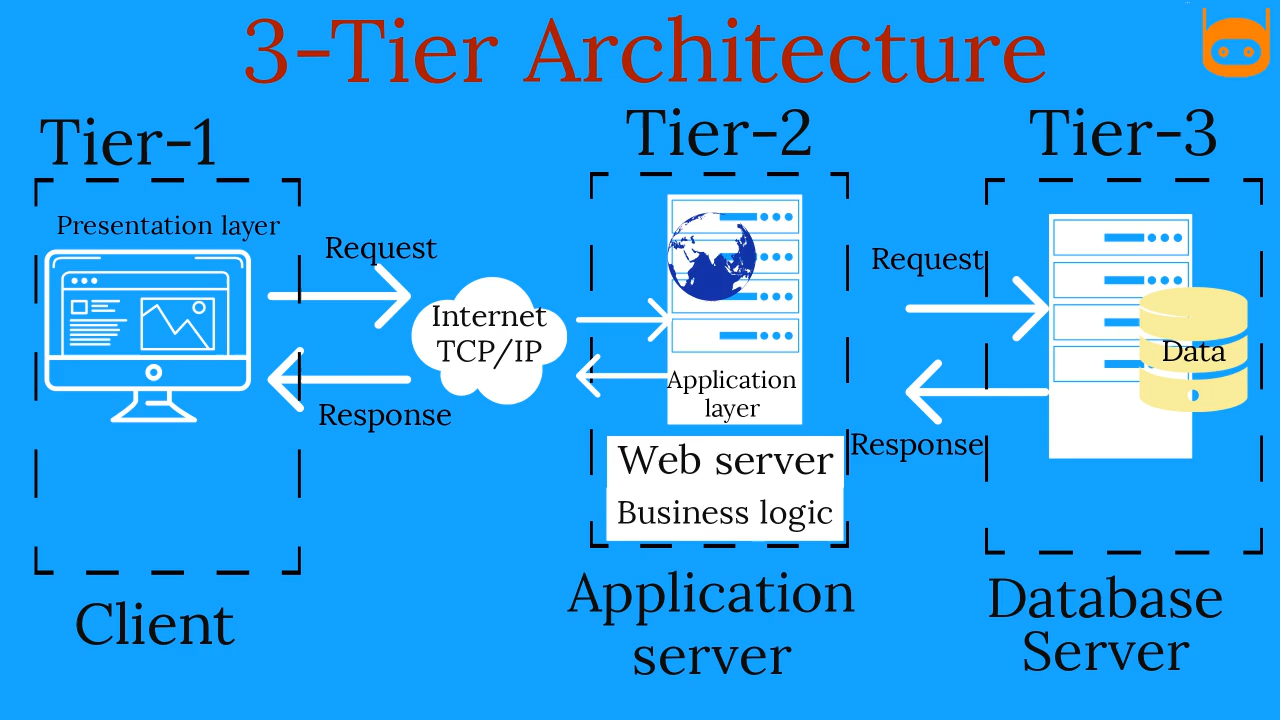 3-Tier Architecture
Tier-1
Presentation layer
Client
Request
Response
Internet
TCP/IP
Tier-2
Application
layer
Web server
Business logic
Application
server
Request
Response
Tier-3
Data
Database
Server